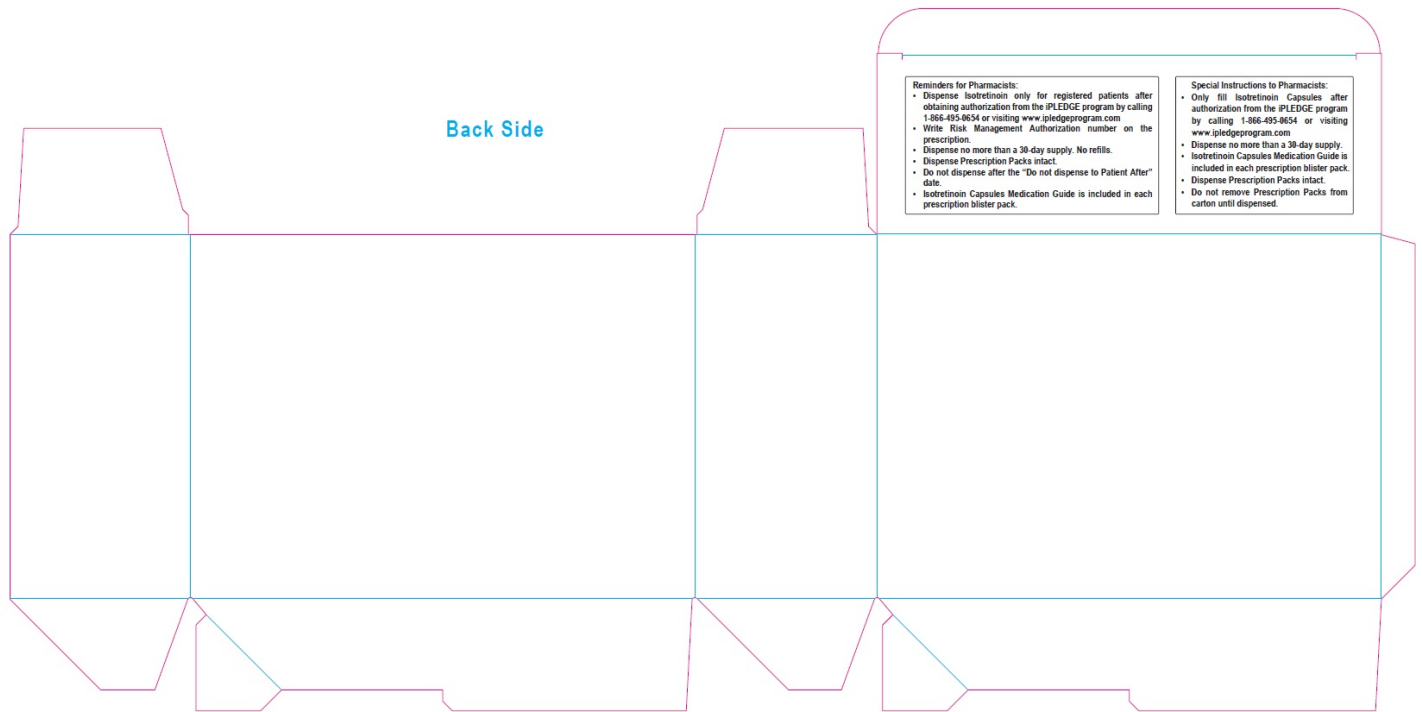 Back Side
Reminders for Pharmacists:
• Dispense Isotretinoin only for registered patients after
obtaining authorization from the iPLEDGE program by calling
1-866-495-0654 or visiting www.ipledgeprogram.com
• Write Risk Management Authorization number on the
prescription.
• Dispense no more than a 30-day supply. No refills.
• Dispense Prescription Packs intact.
• Do not dispense after the “Do not dispense to Patient After”
date.
• Isotretinoin Capsules Medication Guide is included in each
prescription blister pack.
Special Instructions to Pharmacists:
• Only fill Isotretinoin Capsules after
authorization from the iPLEDGE program
by calling 1-866-495-0654 or visiting
www.ipledgeprogram.com
• Dispense no more than a 30-day supply.
• Isotretinoin Capsules Medication Guide is
included in each prescription blister pack.
• Dispense Prescription Packs intact.
• Do not remove Prescription Packs from
carton until dispensed.